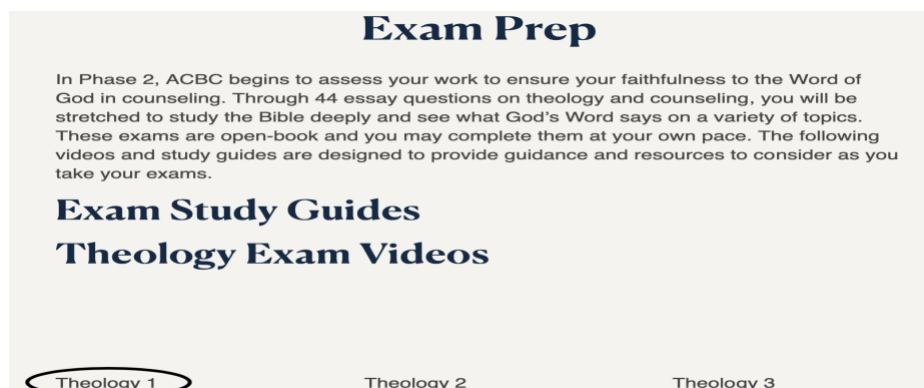 Exam Prep
In Phase 2, ACBC begins to assess your work to ensure your faithfulness to the Word of
God in counseling. Through 44 essay questions on theology and counseling, you will be
stretched to study the Bible deeply and see what God's Word says on a variety of topics.
These exams are open-book and you may complete them at your own pace. The following
videos and study guides are designed to provide guidance and resources to consider as you
take your exams.
Exam Study Guides
Theology Exam Videos
Theology 1 Theology 2 Theology 3